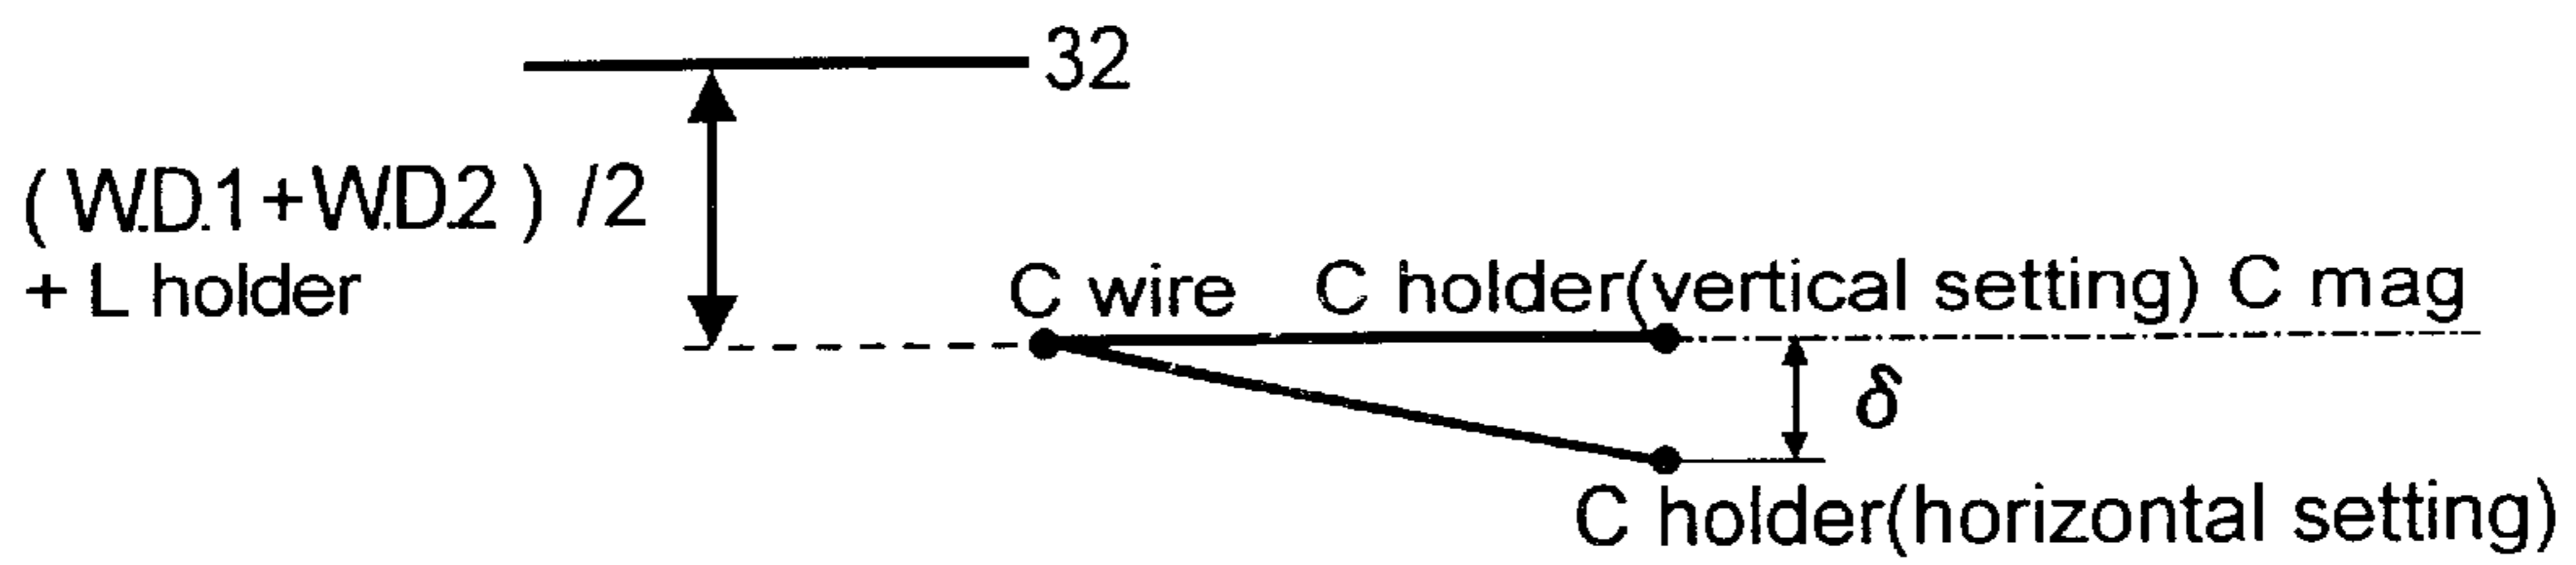 32
( W.D.1+W.D.2 ) /2
+ L holder
C wire C holder(vertical setting) C mag
δ
C holder(horizontal setting)